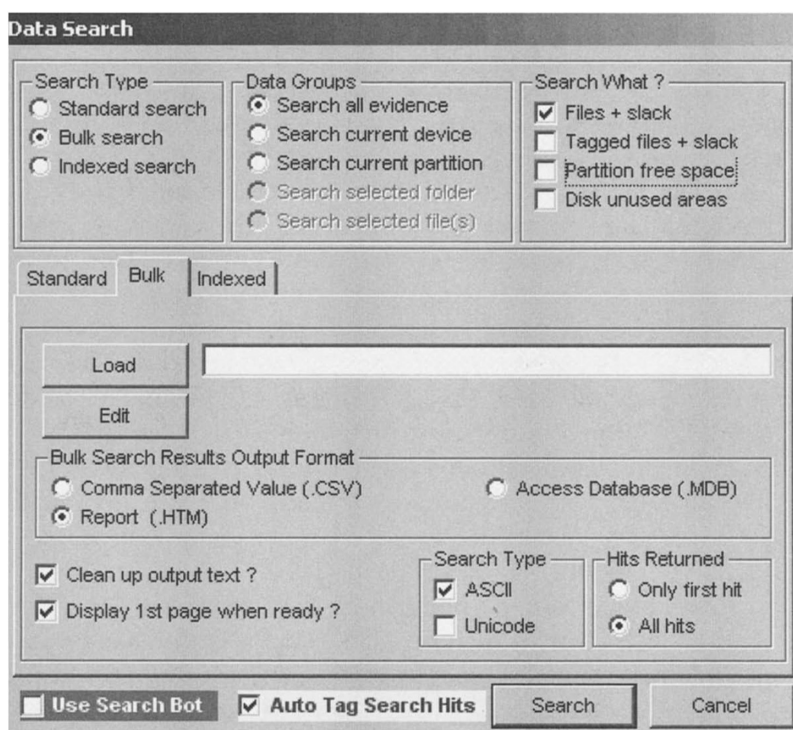 Data Search
Search Type
Standard search
Bulk search
Indexed search
Data Groups
Search all evidence
Search current device
Search current partition
Search selected folder
Search selected file(s)
Search What ?
Files + slack
Tagged files + slack
Partition free space
Disk unused areas
Standard
Bulk
Indexed
Load
Edit
Bulk Search Results Output Format
Comma Separated Value (.CSV)
Access Database (.MDB)
Report (.HTM)
Clean up output text ?
Display 1st page when ready ?
Search Type
ASCII
Unicode
Hits Returned
Only first hit
All hits
Use Search Bot
Auto Tag Search Hits
Search
Cancel